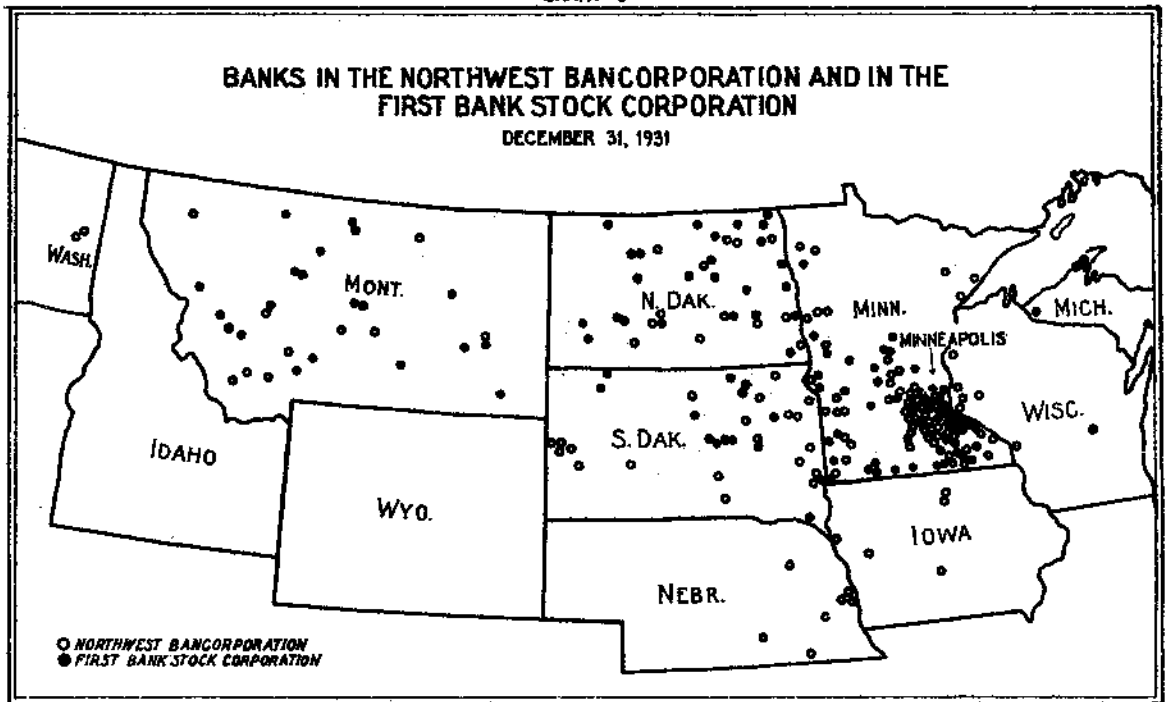 BANKS IN THE NORTHWEST BANCORPORATION AND IN THE
FIRST BANK STOCK CORPORATION
DECEMBER 31, 1931
WASH.
MONT.
N. DAK.
MINN.
MICH.
MINNEAPOLIS
IDAHO
S. DAK.
WISC.
WYO.
IOWA
NEBR.
NORTHWEST BANCORPORATION
FIRST BANK STOCK CORPORATION